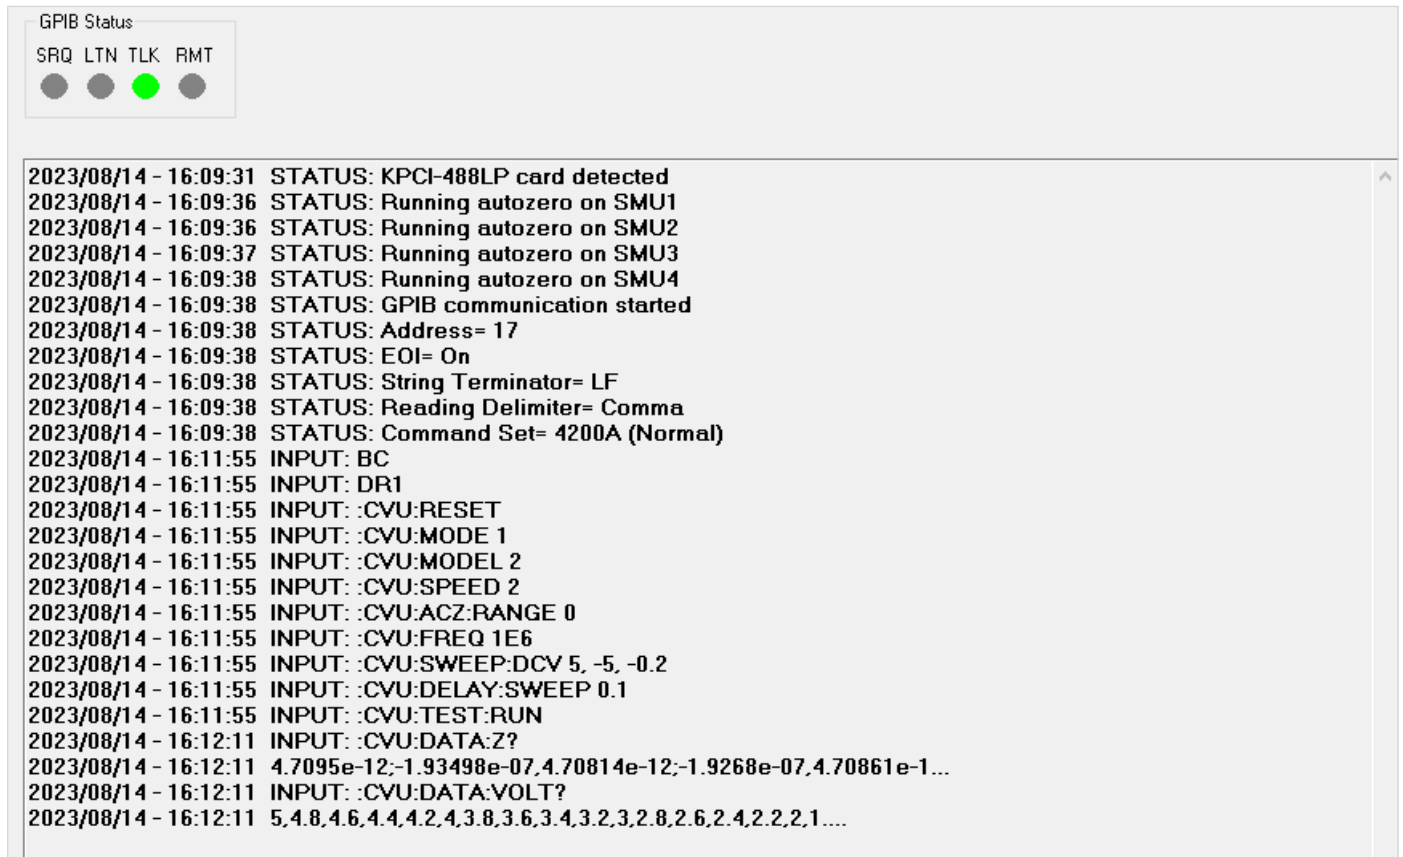 GPIB Status
SRQ LTN TLK RMT
2023/08/14 - 16:09:31 STATUS: KPCI-488LP card detected
2023/08/14 - 16:09:36 STATUS: Running autozero on SMU1
2023/08/14 - 16:09:36 STATUS: Running autozero on SMU2
2023/08/14 - 16:09:37 STATUS: Running autozero on SMU3
2023/08/14 - 16:09:38 STATUS: Running autozero on SMU4
2023/08/14 - 16:09:38 STATUS: GPIB communication started
2023/08/14 - 16:09:38 STATUS: Address= 17
2023/08/14 - 16:09:38 STATUS: EOI= On
2023/08/14 - 16:09:38 STATUS: String Terminator= LF
2023/08/14 - 16:09:38 STATUS: Reading Delimiter= Comma
2023/08/14 - 16:09:38 STATUS: Command Set= 4200A (Normal)
2023/08/14 - 16:11:55 INPUT: BC
2023/08/14 - 16:11:55 INPUT: DR1
2023/08/14 - 16:11:55 INPUT: :CVU:RESET
2023/08/14 - 16:11:55 INPUT: :CVU:MODE 1
2023/08/14 - 16:11:55 INPUT: :CVU:MODEL 2
2023/08/14 - 16:11:55 INPUT: :CVU:SPEED 2
2023/08/14 - 16:11:55 INPUT: :CVU:ACZ:RANGE 0
2023/08/14 - 16:11:55 INPUT: :CVU:FREQ 1E6
2023/08/14 - 16:11:55 INPUT: :CVU:SWEEP:DCV 5, -5, -0.2
2023/08/14 - 16:11:55 INPUT: :CVU:DELAY:SWEEP 0.1
2023/08/14 - 16:11:55 INPUT: :CVU:TEST:RUN
2023/08/14 - 16:12:11 INPUT: :CVU:DATA:Z?
2023/08/14 - 16:12:11 4.7095e-12;-1.93498e-07,4.70814e-12;-1.9268e-07,4.70861e-1...
2023/08/14 - 16:12:11 INPUT: :CVU:DATA:VOLT?
2023/08/14 - 16:12:11 5,4.8,4.6,4.4,4.2,4,3.8,3.6,3.4,3.2,3,2.8,2.6,2.4,2.2,2,1....